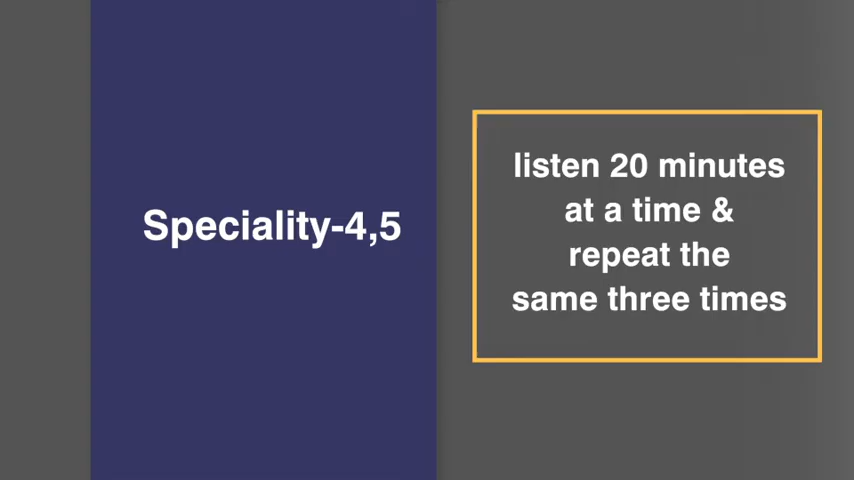 Speciality-4,5
listen 20 minutes
at a time &
repeat the
same three times